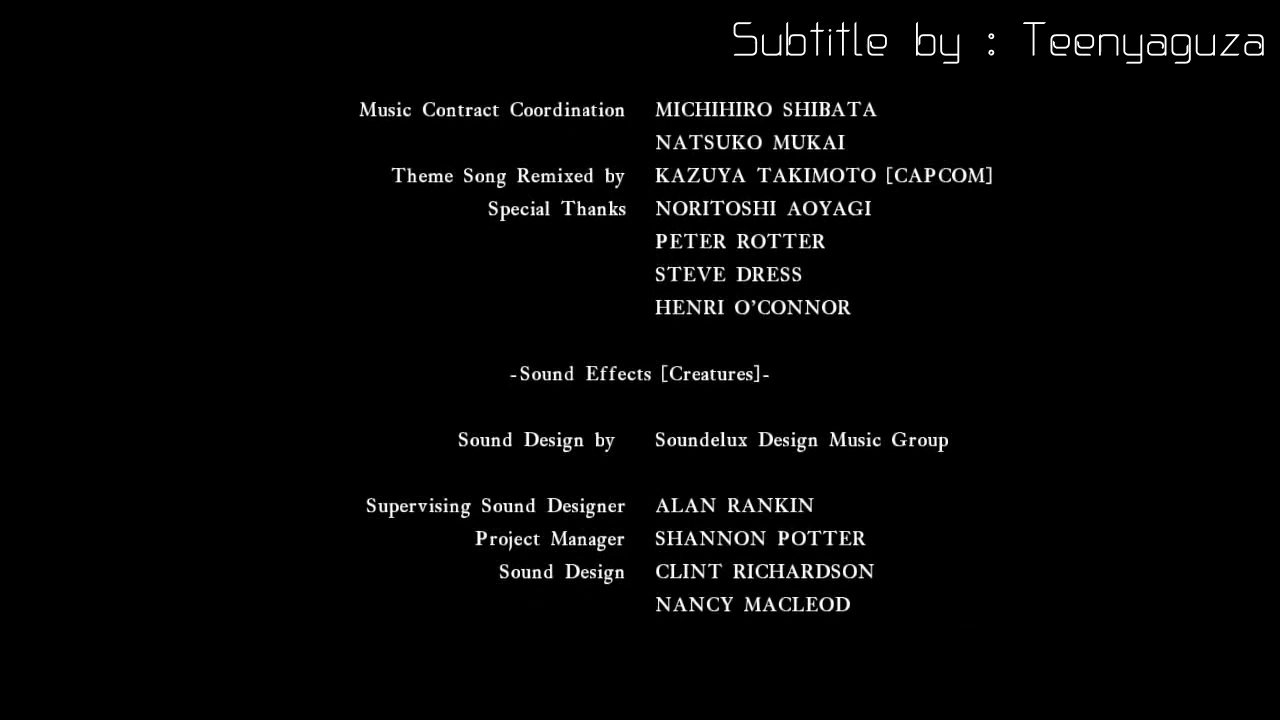 Subtitle by : Teenyaguza
Music Contract Coordination MICHIHIRO SHIBATA
NATSUKO MUKAI
Theme Song Remixed by KAZUYA TAKIMOTO [CAPCOM]
Special Thanks NORITOSHI AOYAGI
PETER ROTTER
STEVE DRESS
HENRI O'CONNOR
-Sound Effects [Creatures]-
Sound Design by Soundelux Design Music Group
Supervising Sound Designer ALAN RANKIN
Project Manager SHANNON POTTER
Sound Design CLINT RICHARDSON
NANCY MACLEOD